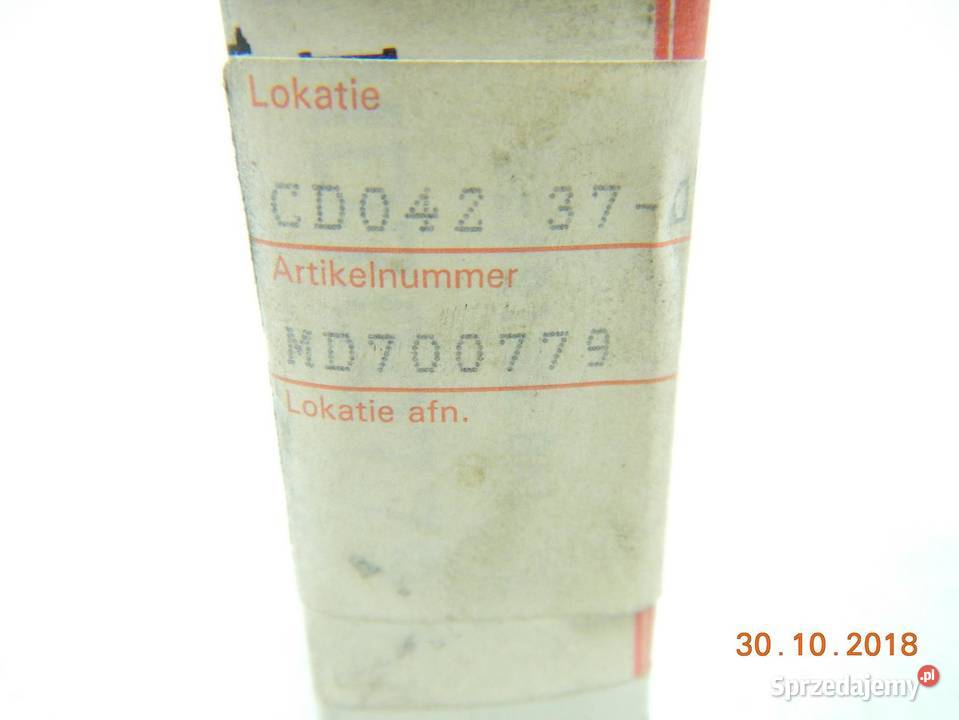 Lokatie
CD042 37-
Artikelnummer
MD700779
Lokatie afn.
30.10.2018
Sprzedajemy.pl